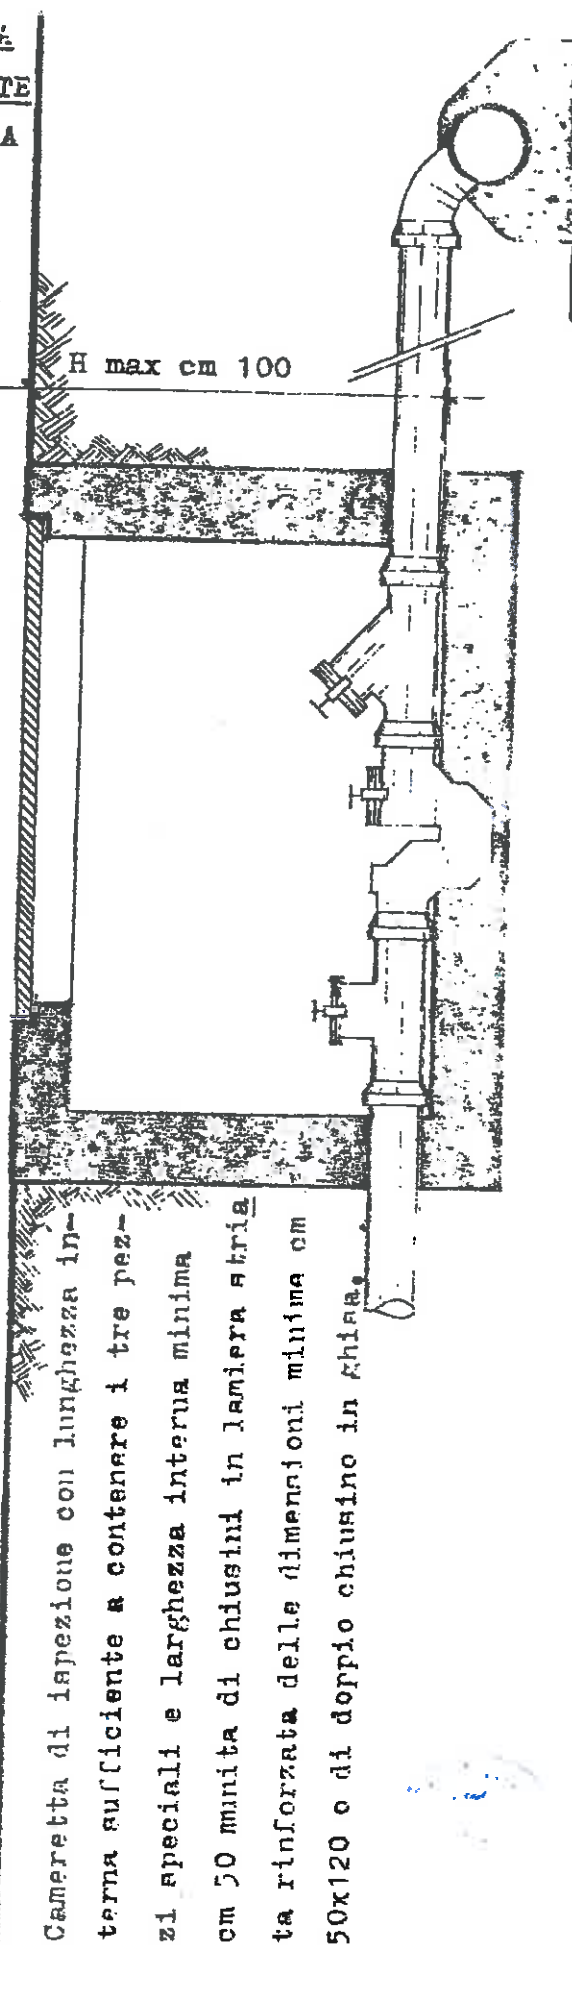 TE
A
H max cm 100
Cameretta di ispezione con lunghezza in-
terna sufficiente a contenere i tre pez-
zi speciali e larghezza interna minima
cm 50 munita di chiusini in lamiera stria
ta rinforzata delle dimensioni minime cm
50x120 o di doppio chiusino in ghisa.